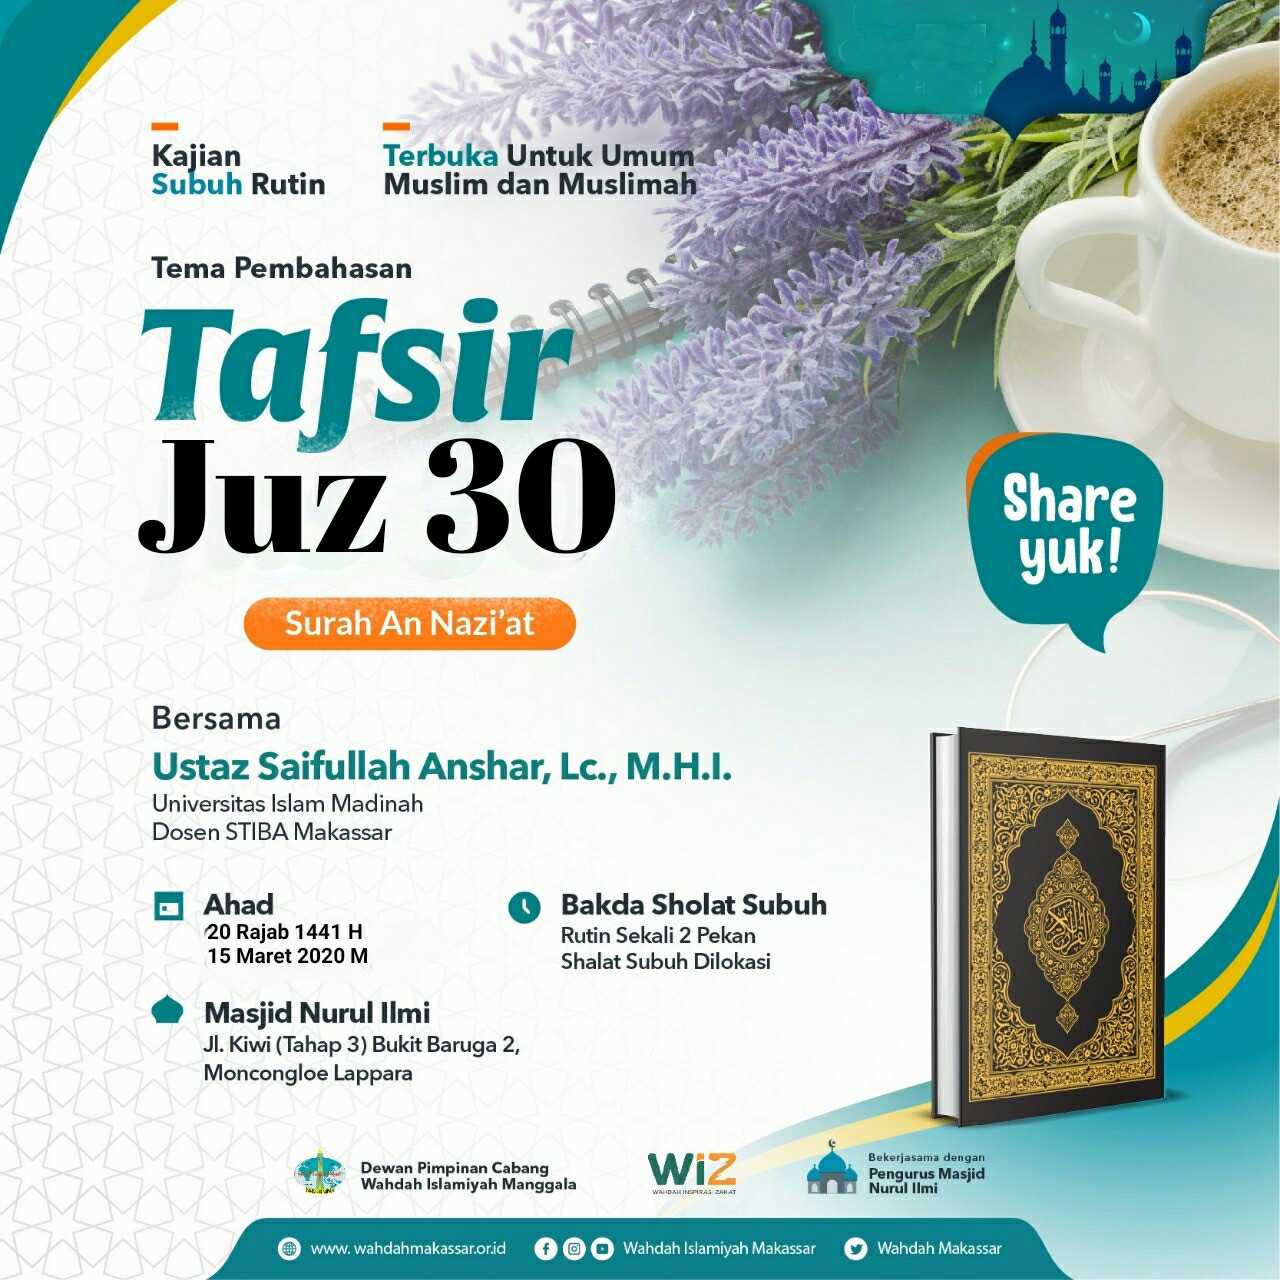 Kajian
Subuh Rutin
Terbuka Untuk Umum
Muslim dan Muslimah
Tema Pembahasan
Tafsir
Juz 30
Surah An Nazi'at
Share
yuk!
Bersama
Ustaz Saifullah Anshar, Lc., M.H.I.
Universitas Islam Madinah
Dosen STIBA Makassar
Ahad
20 Rajab 1441 H
15 Maret 2020 M
Bakda Sholat Subuh
Rutin Sekali 2 Pekan
Shalat Subuh Dilokasi
Masjid Nurul Ilmi
Jl. Kiwi (Tahap 3) Bukit Baruga 2,
Moncongloe Lappara
Dewan Pimpinan Cabang
Wahdah Islamiyah Manggala
WiZ
WAHDAH INSPIRASI ZAKAT
Bekerjasama dengan
Pengurus Masjid
Nurul Ilmi
www. wahdahmakassar.or.id
Wahdah Islamiyah Makassar
Wahdah Makassar